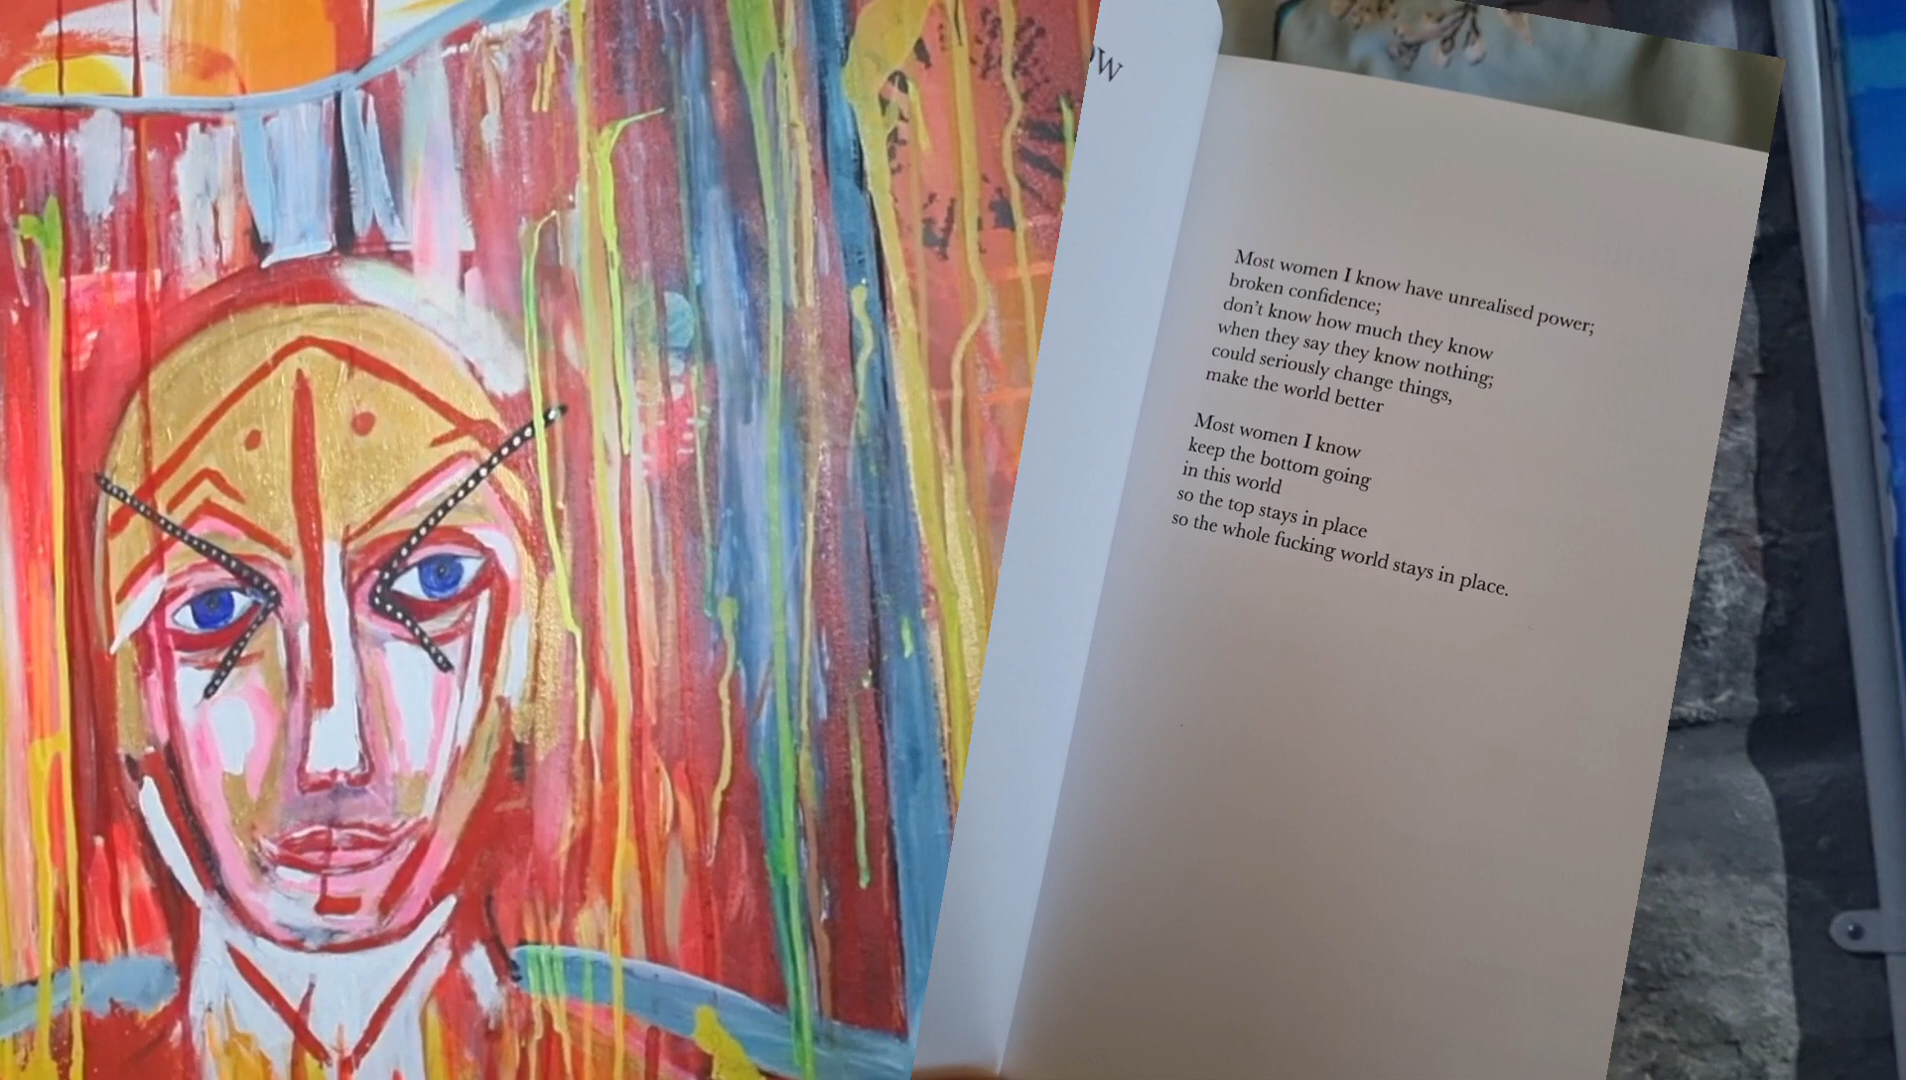 OW
Most women I know have unrealised power;
broken confidence;
don't know how much they know
when they say they know nothing;
could seriously change things,
make the world better
Most women I know
keep the bottom going
in this world
so the top stays in place
so the whole fucking world stays in place.